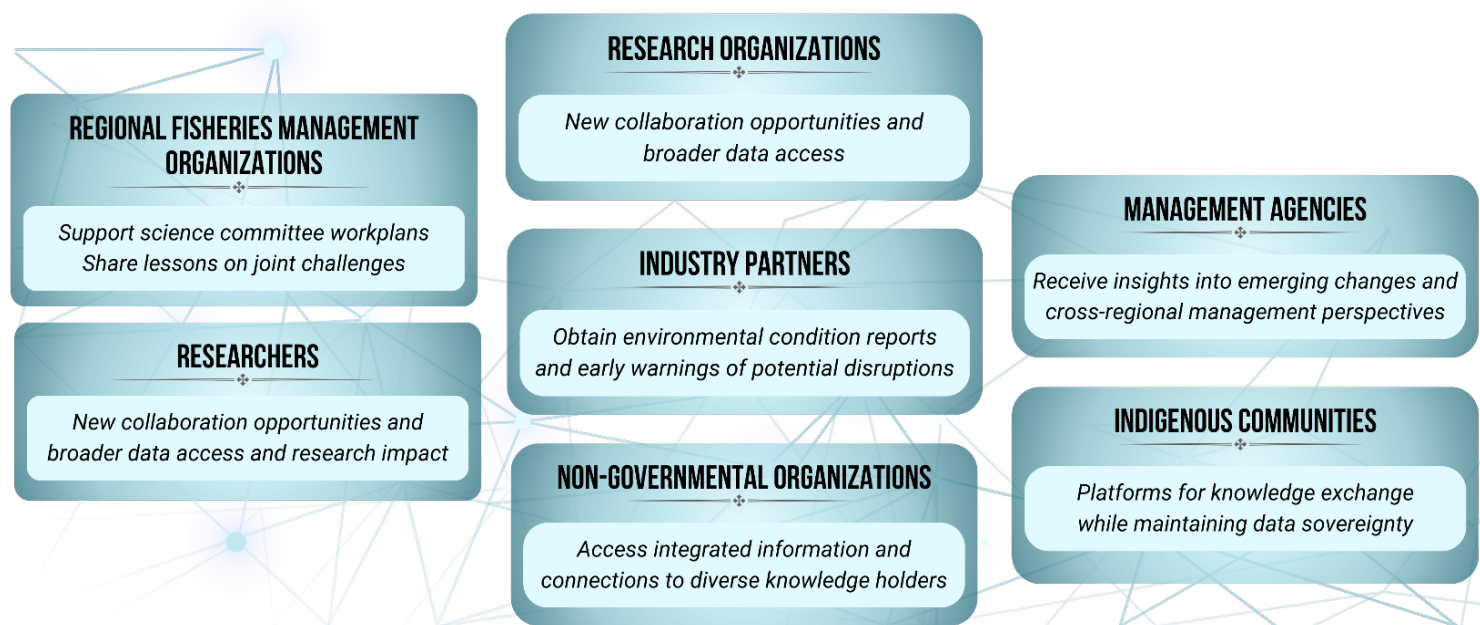 REGIONAL FISHERIES MANAGEMENT
ORGANIZATIONS
Support science committee workplans
Share lessons on joint challenges
RESEARCHERS
New collaboration opportunities and
broader data access and research impact
RESEARCH ORGANIZATIONS
New collaboration opportunities and
broader data access
INDUSTRY PARTNERS
Obtain environmental condition reports
and early warnings of potential disruptions
NON-GOVERNMENTAL ORGANIZATIONS
Access integrated information and
connections to diverse knowledge holders
MANAGEMENT AGENCIES
Receive insights into emerging changes and
cross-regional management perspectives
INDIGENOUS COMMUNITIES
Platforms for knowledge exchange
while maintaining data sovereignty